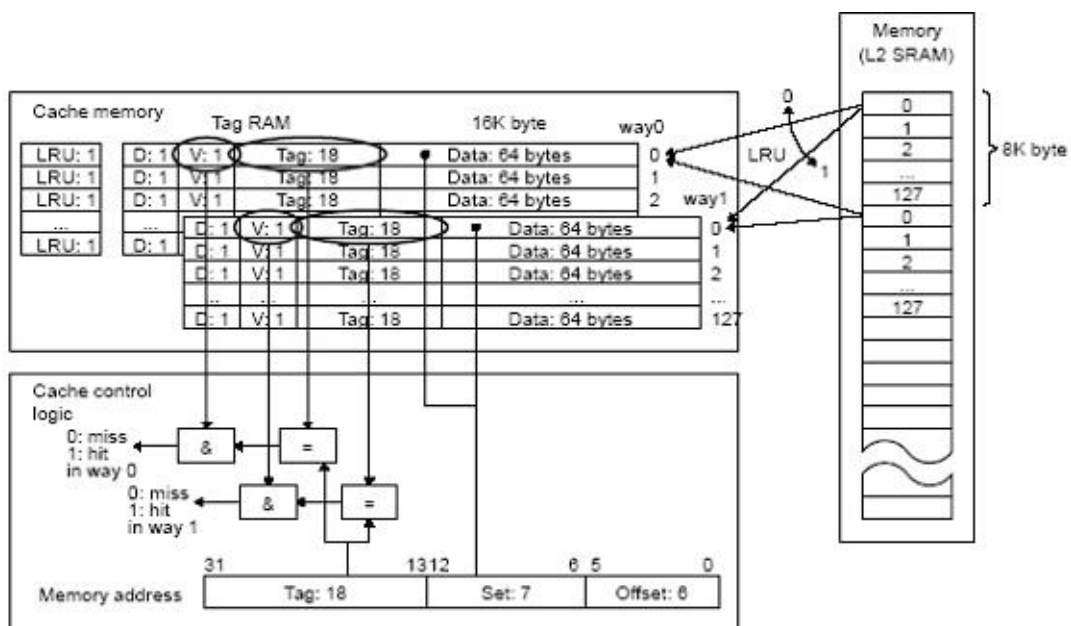 Memory
(L2 SRAM)
Cache memory
Tag RAM
16K byte
way0
0
LRU
1
LRU: 1 D: 1 V: 1 Tag: 18 Data: 64 bytes 0
LRU: 1 D: 1 V: 1 Tag: 18 Data: 64 bytes 1
LRU: 1 D: 1 V: 1 Tag: 18 Data: 64 bytes 2
... ...
LRU: 1 D: 1
way1
D: 1 V: 1 Tag: 18 Data: 64 bytes 0
D: 1 V: 1 Tag: 18 Data: 64 bytes 1
D: 1 V: 1 Tag: 18 Data: 64 bytes 2
... ... ... ... ...
D: 1 V: 1 Tag: 18 Data: 64 bytes 127
0
1
2
...
127
8K byte
0
1
2
...
127
Cache control
logic
0: miss
1: hit
in way 0
& =
0: miss
1: hit
in way 1
& =
31 13 12 6 5 0
Memory address Tag: 18 Set: 7 Offset: 6